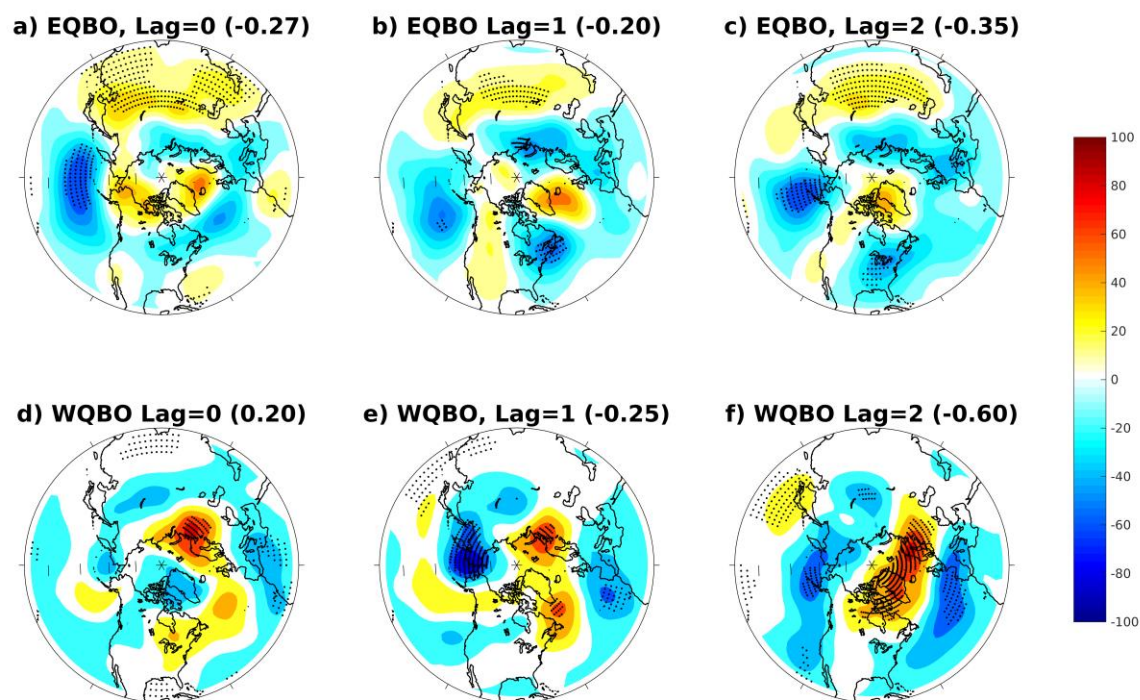 a) EQBO, Lag=0 (-0.27)
b) EQBO Lag=1 (-0.20)
c) EQBO, Lag=2 (-0.35)
d) WQBO Lag=0 (0.20)
e) WQBO, Lag=1 (-0.25)
f) WQBO Lag=2 (-0.60)
100
80
60
40
20
0
-20
-40
-60
-80
-100